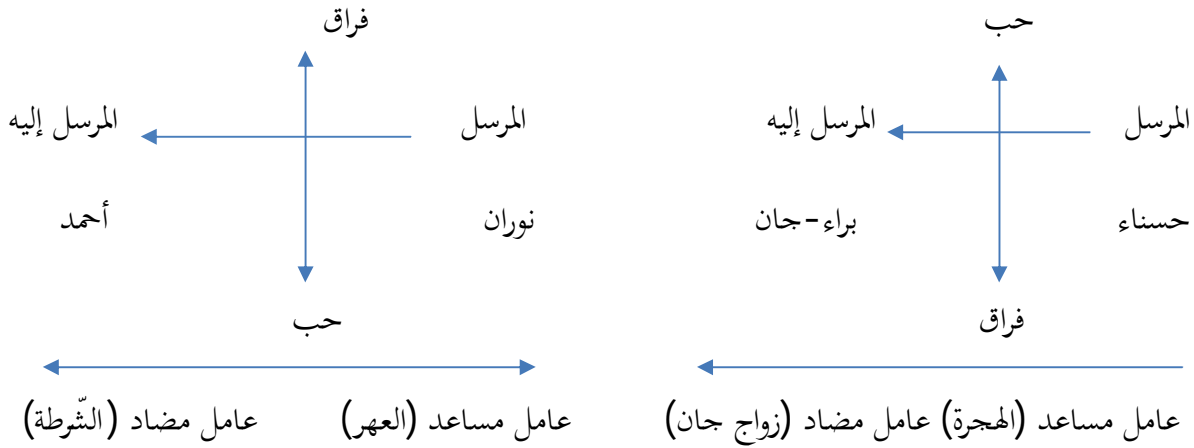 حب
المرسل
المرسل إليه
حسناء
براء-جان
فراق
عامل مساعد (الهجرة) عامل مضاد (زواج جان)
فراق
المرسل
المرسل إليه
نوران
أحمد
حب
عامل مساعد (العهر)
عامل مضاد (الشّرطة)